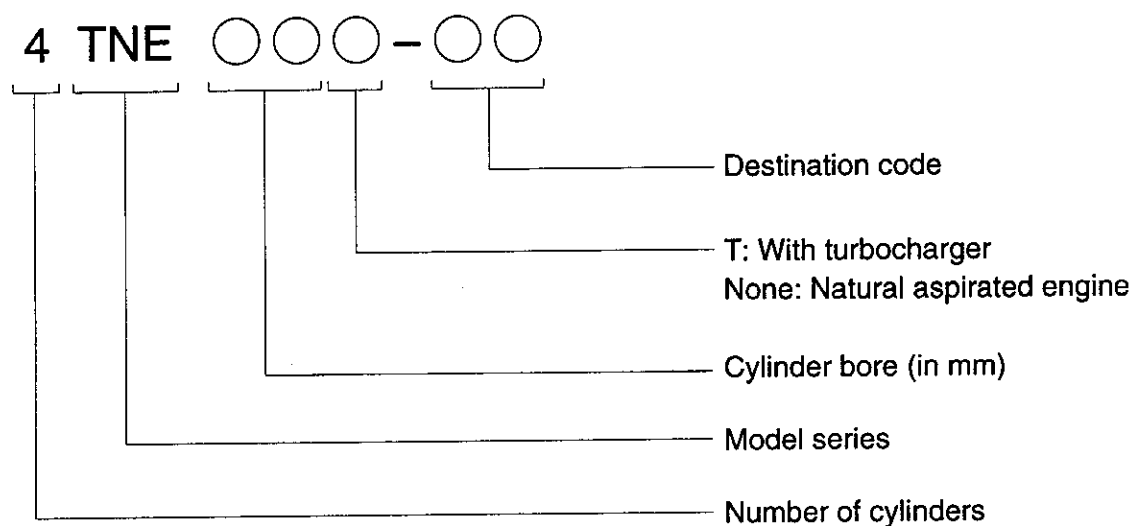 4 TNE ○○○-○○
Destination code
T: With turbocharger
None: Natural aspirated engine
Cylinder bore (in mm)
Model series
Number of cylinders